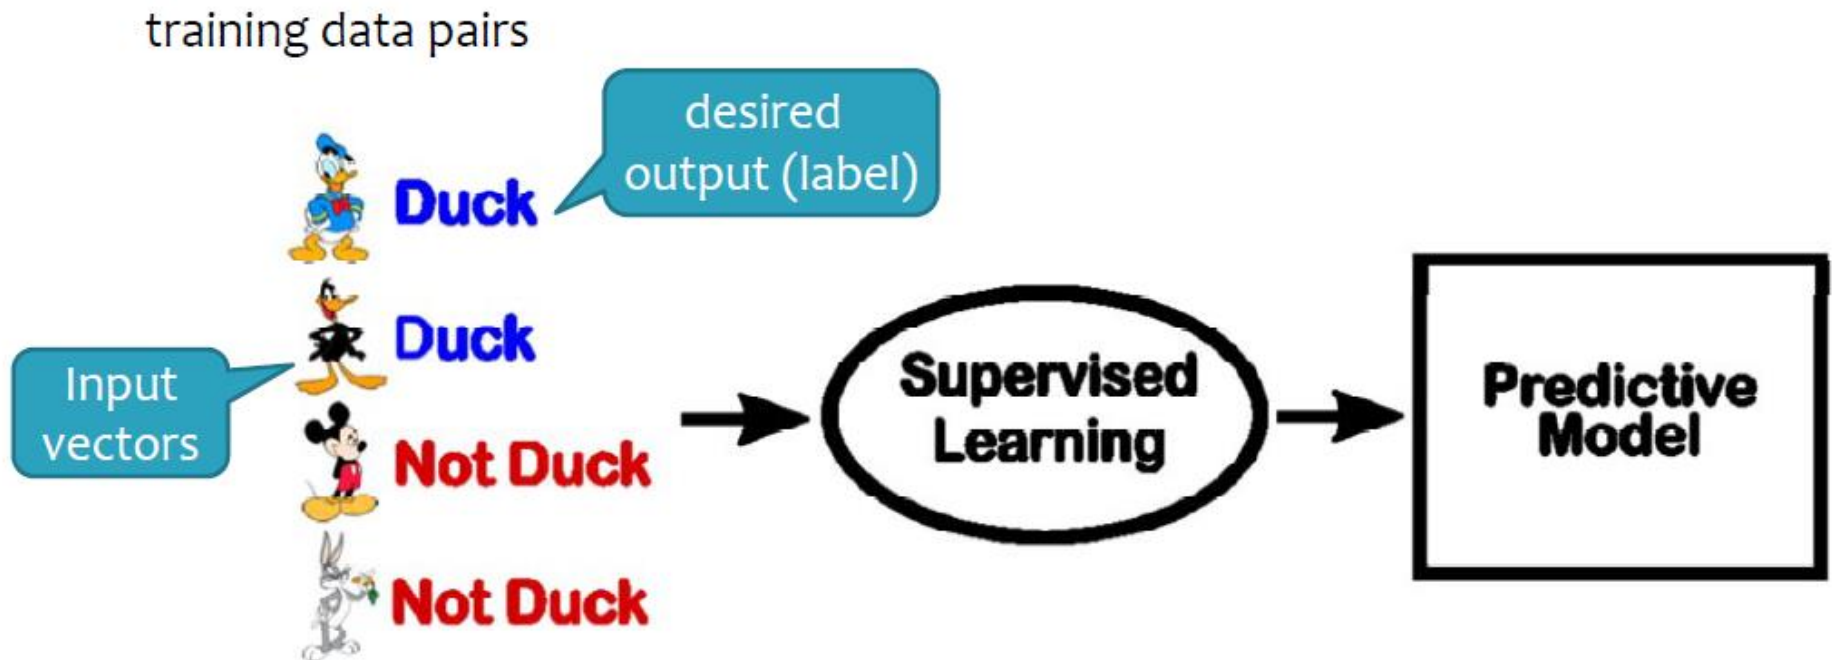 training data pairs
desired
output (label)
Duck
Duck
Input
vectors
Not Duck
Not Duck
Supervised
Learning
Predictive
Model